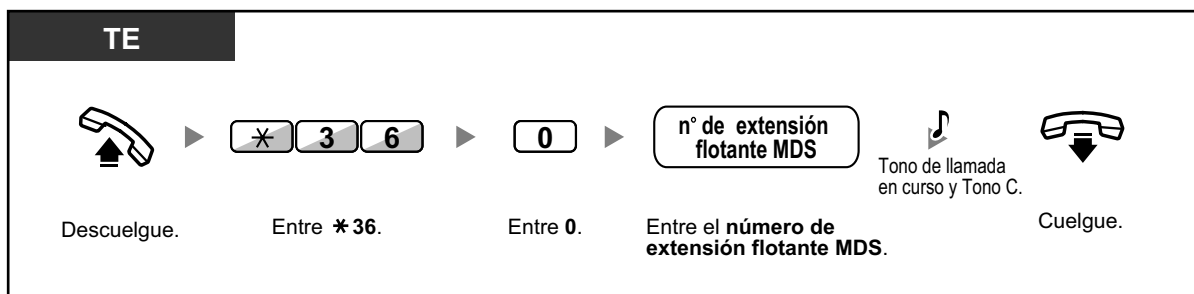 TE
✳ 3 6
0
n° de extensión
flotante MDS
Tono de llamada
en curso y Tono C.
Descuelgue.
Entre ✳36.
Entre 0.
Entre el número de
extensión flotante MDS.
Cuelgue.